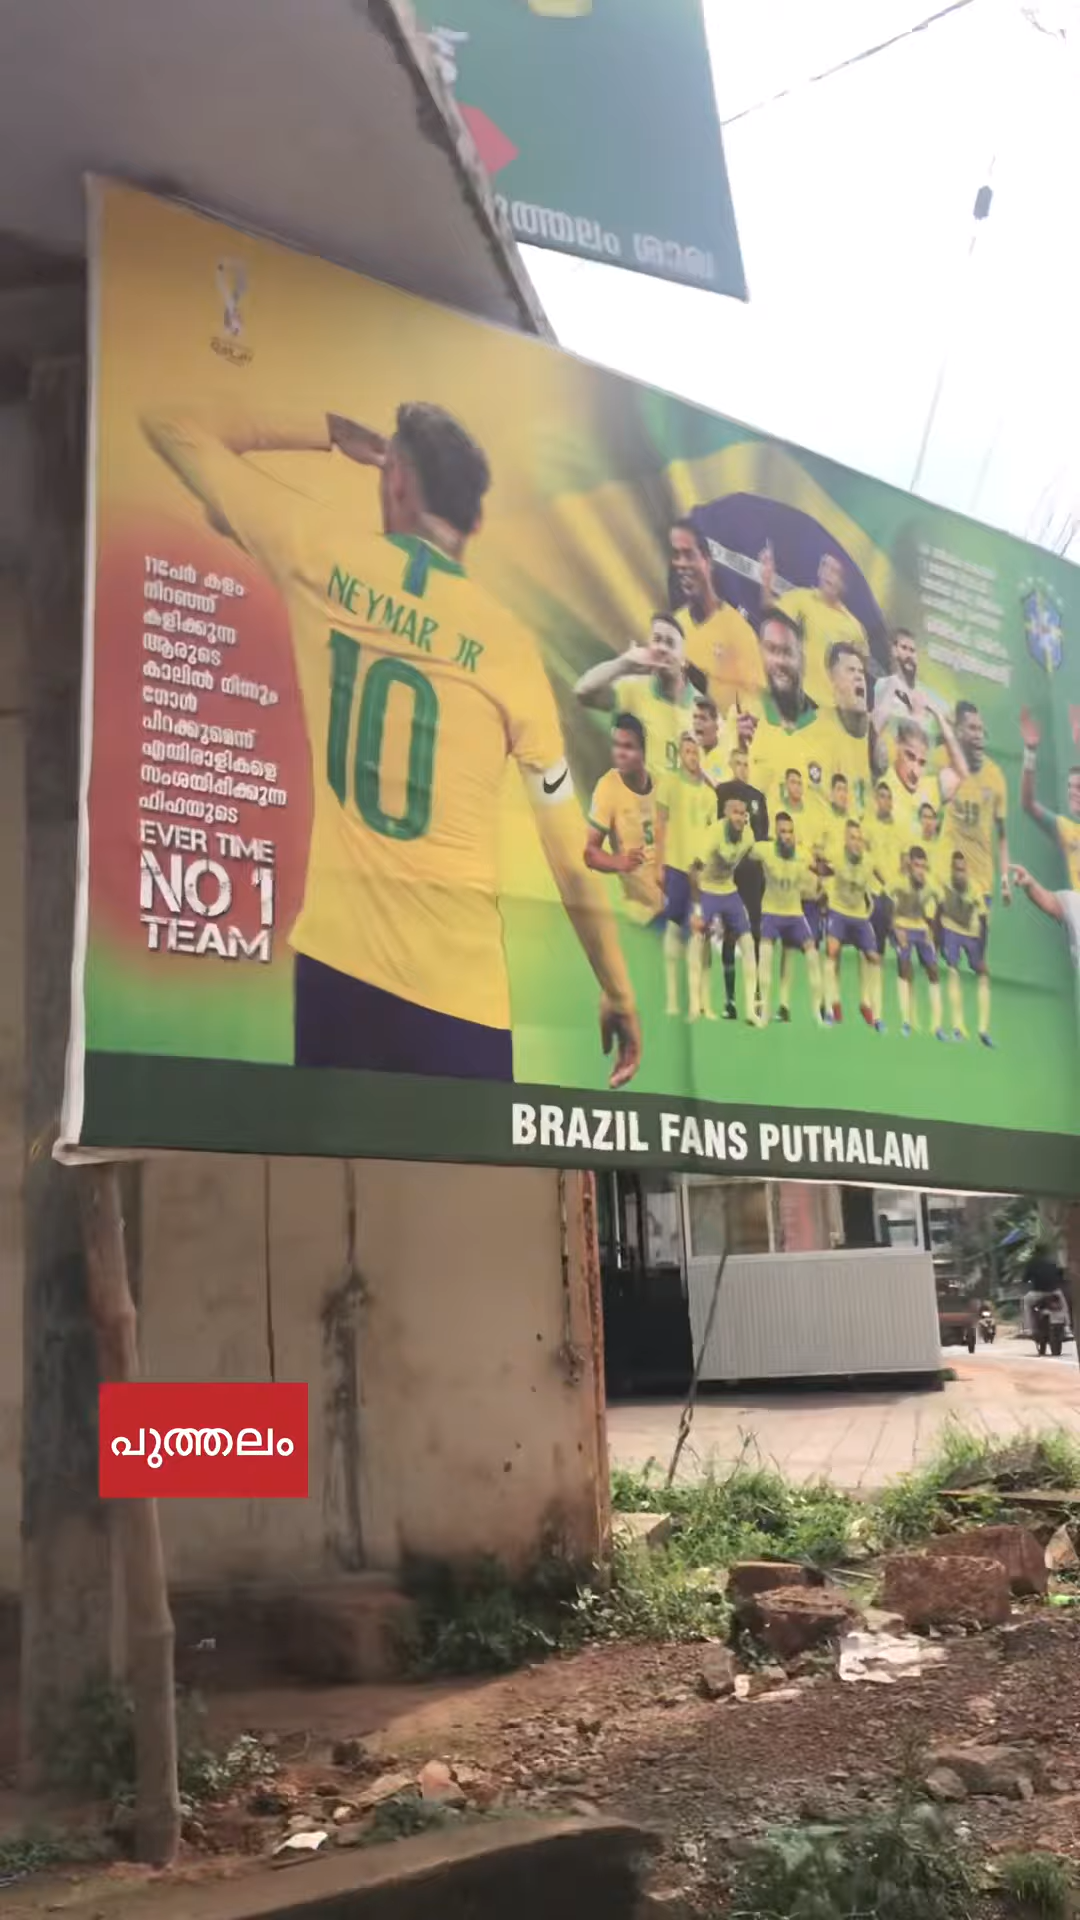 ുത്തലം ശാഖ
11പേർ കളം
നിറഞ്ഞ്
കളിക്കുന്ന
ആരുടെ
കാലിൽ നിന്നും
ഗോൾ
പിറക്കുമെന്ന്
എതിരാളികളെ
സംശയിപ്പിക്കുന്ന
ഫിഫയുടെ
EVER TIME
NO 1
TEAM
NEYMAR JR
10
BRAZIL FANS PUTHALAM
പുത്തലം